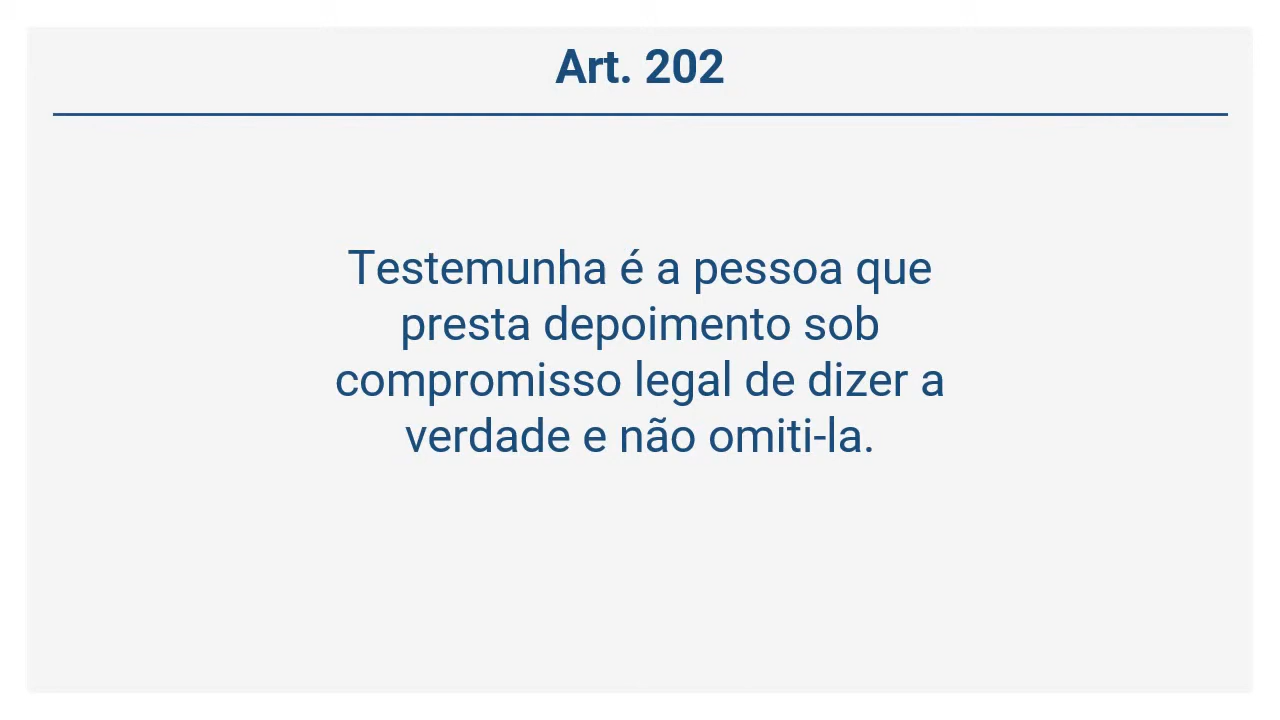 Art. 202
Testemunha é a pessoa que
presta depoimento sob
compromisso legal de dizer a
verdade e não omiti-la.